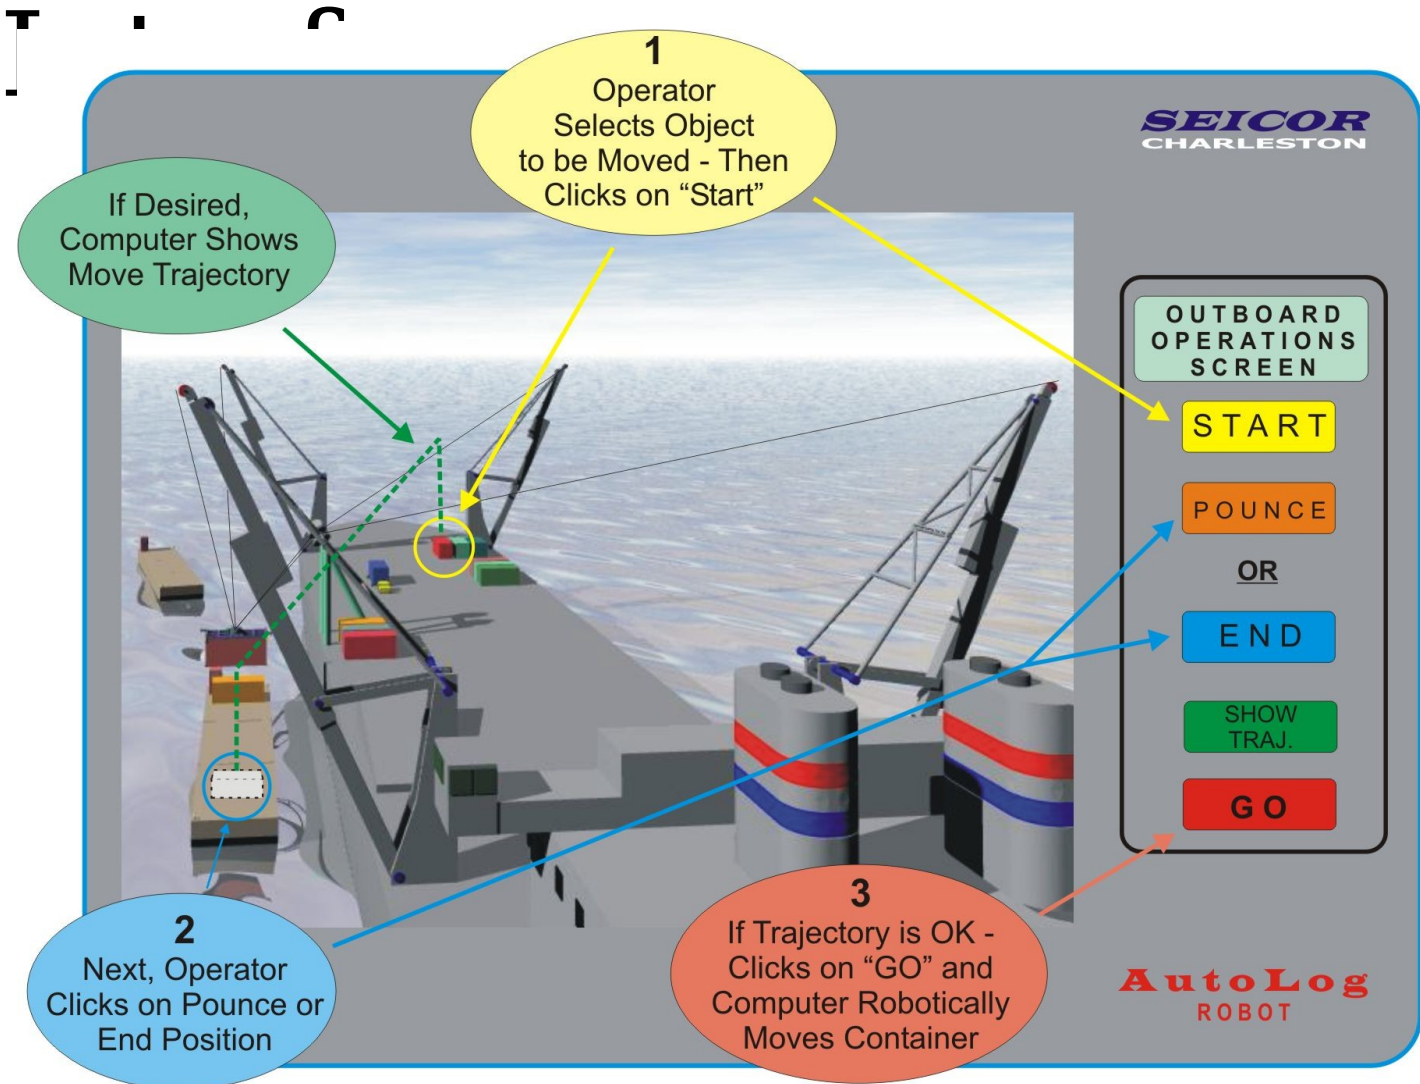 1
Operator
Selects Object
to be Moved - Then
Clicks on “Start”
If Desired,
Computer Shows
Move Trajectory
SEICOR
CHARLESTON
OUTBOARD
OPERATIONS
SCREEN
START
POUNCE
OR
END
SHOW
TRAJ.
GO
2
Next, Operator
Clicks on Pounce or
End Position
3
If Trajectory is OK -
Clicks on “GO” and
Computer Robotically
Moves Container
AutoLog
ROBOT